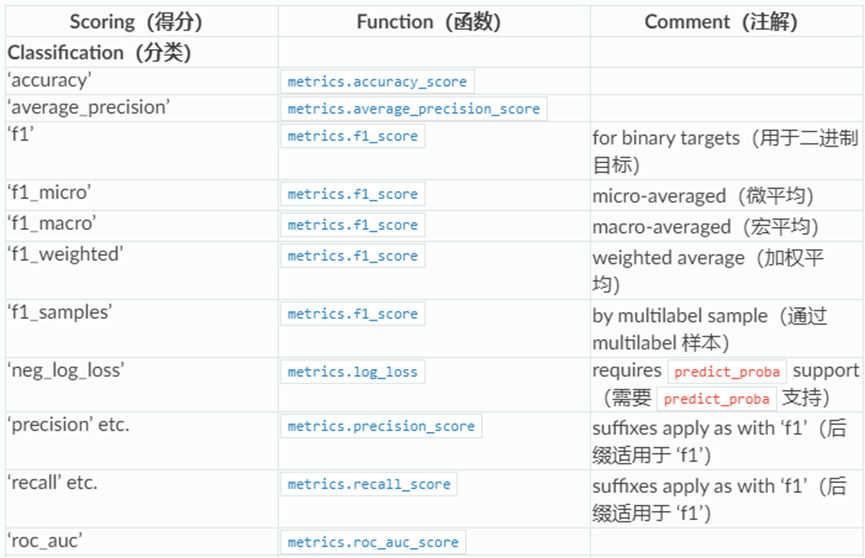 Scoring（得分） Function（函数） Comment（注解）
Classification（分类）
‘accuracy’ metrics.accuracy_score
‘average_precision’ metrics.average_precision_score
‘f1’ metrics.f1_score for binary targets（用于二进制
目标）
‘f1_micro’ metrics.f1_score micro-averaged（微平均）
‘f1_macro’ metrics.f1_score macro-averaged（宏平均）
‘f1_weighted’ metrics.f1_score weighted average（加权平
均）
‘f1_samples’ metrics.f1_score by multilabel sample（通过
multilabel 样本）
‘neg_log_loss’ metrics.log_loss requires predict_proba support
（需要 predict_proba 支持）
‘precision’ etc. metrics.precision_score suffixes apply as with ‘f1’（后
缀适用于 ‘f1’）
‘recall’ etc. metrics.recall_score suffixes apply as with ‘f1’（后
缀适用于 ‘f1’）
‘roc_auc’ metrics.roc_auc_score